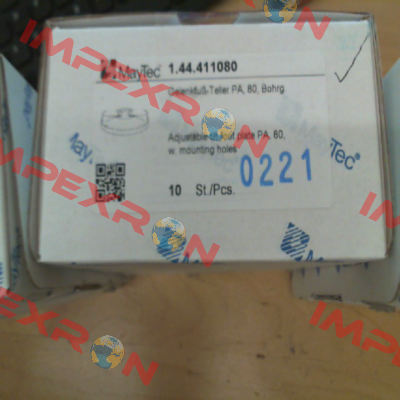 MayTec® 1.44.411080
Gelenkfuß-Teller PA, 80, Bohrg
Adjustable foot plate PA, 80,
w. mounting holes
10 St./Pcs.
0221
MayTec®
IMPEXRON
IMPEXRON
IMPEXRON
IMPEXRON